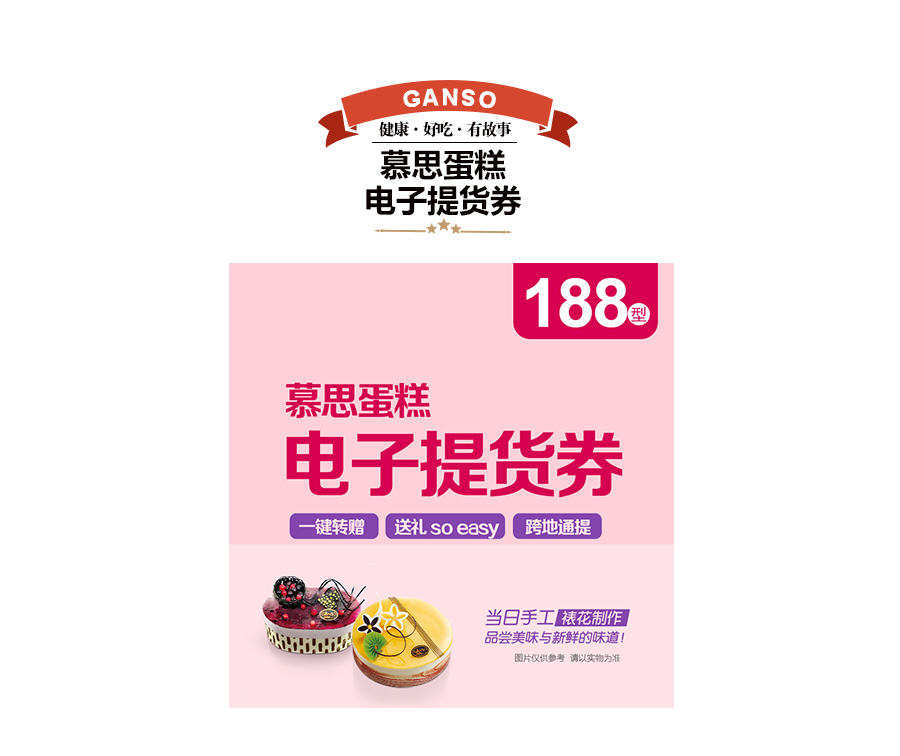 GANSO
健康·好吃·有故事
慕思蛋糕
电子提货券
188型
慕思蛋糕
电子提货券
一键转赠 送礼 so easy 跨地通提
当日手工 裱花制作
品尝美味与新鲜的味道!
图片仅供参考 请以实物为准